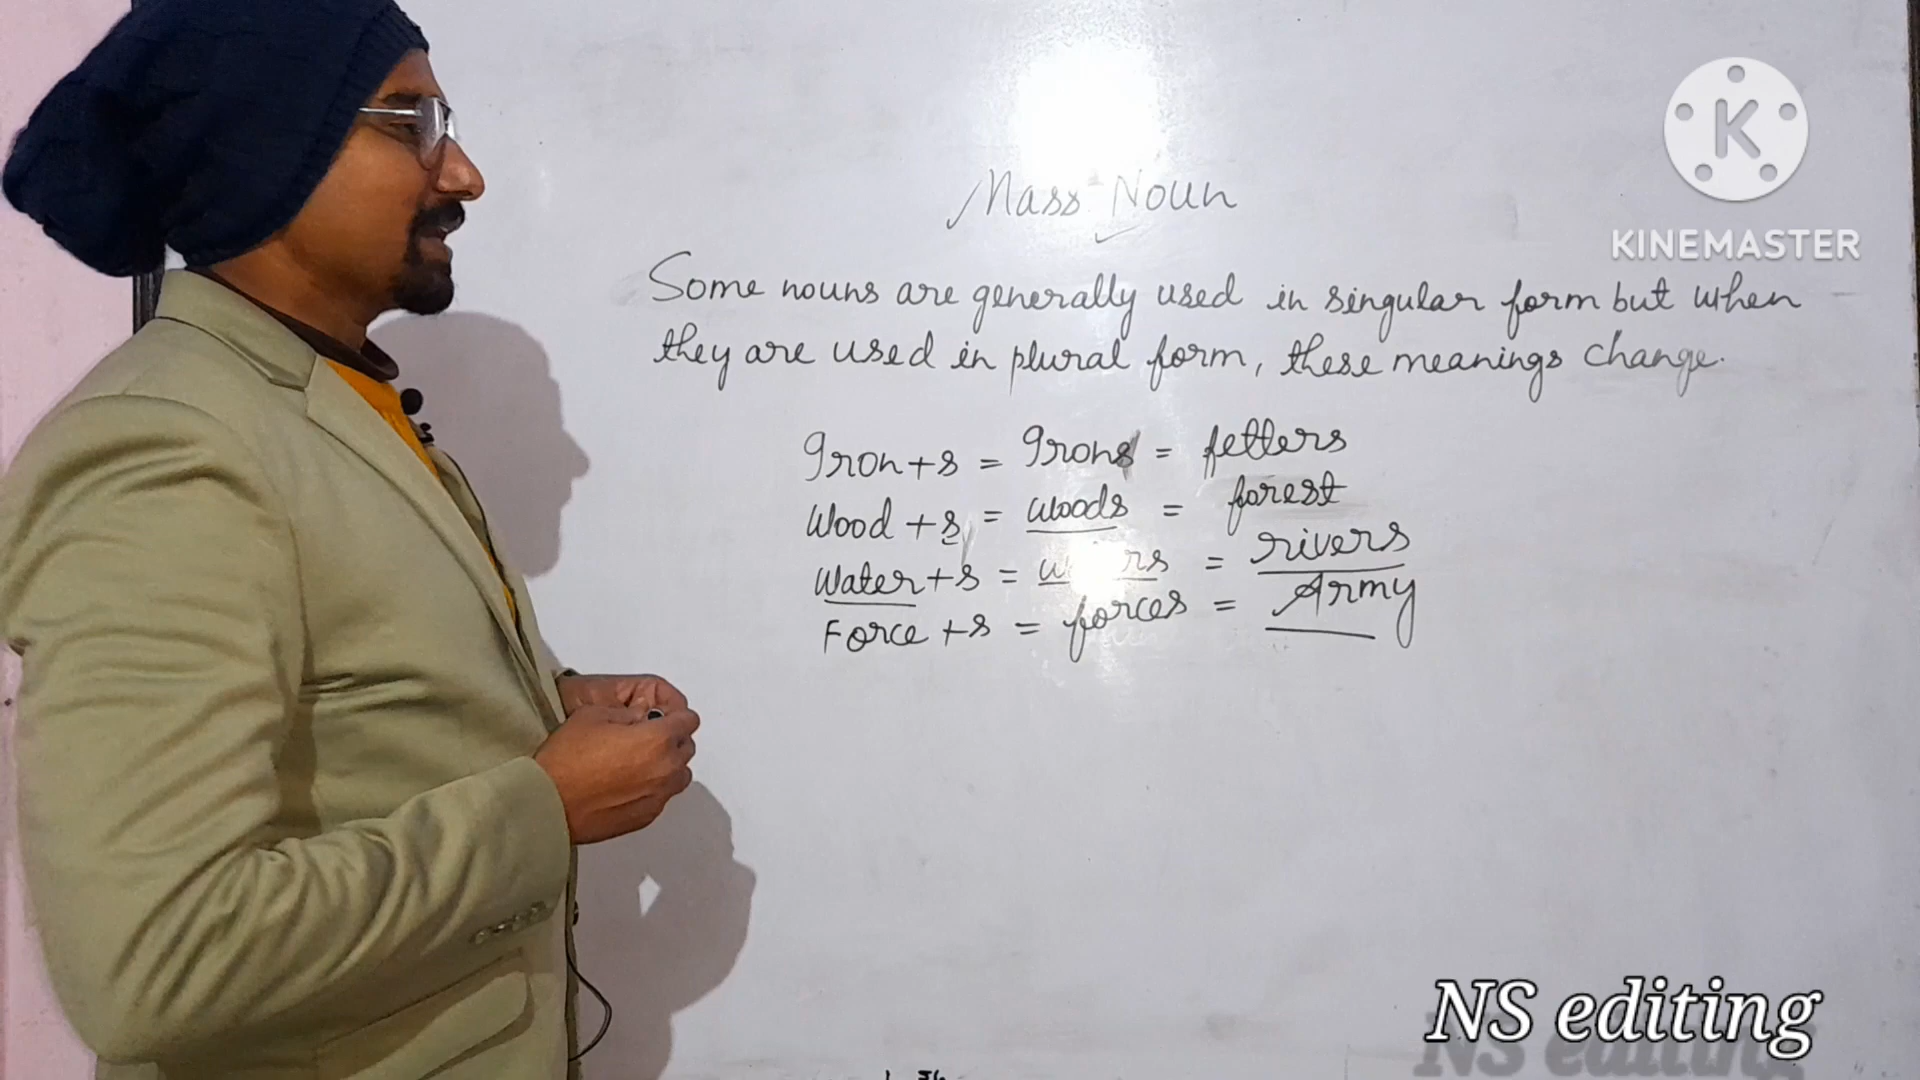 Mass Noun
KINEMASTER
Some nouns are generally used in singular form but when
they are used in plural form, these meanings change.
Iron+s = Irons = fetters
Wood +s = woods = forest
Water+s = = rivers
Force +s = forces = Army
NS editing